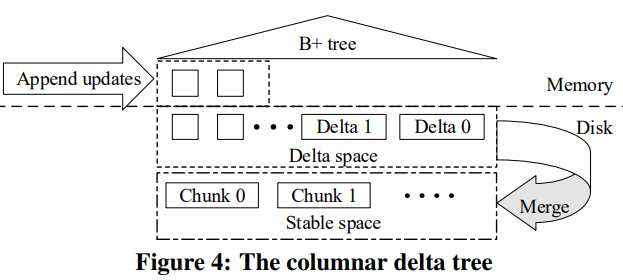 B+ tree
Append updates
Memory
Disk
Delta 1
Delta 0
Delta space
Chunk 0
Chunk 1
Merge
Stable space
Figure 4: The columnar delta tree